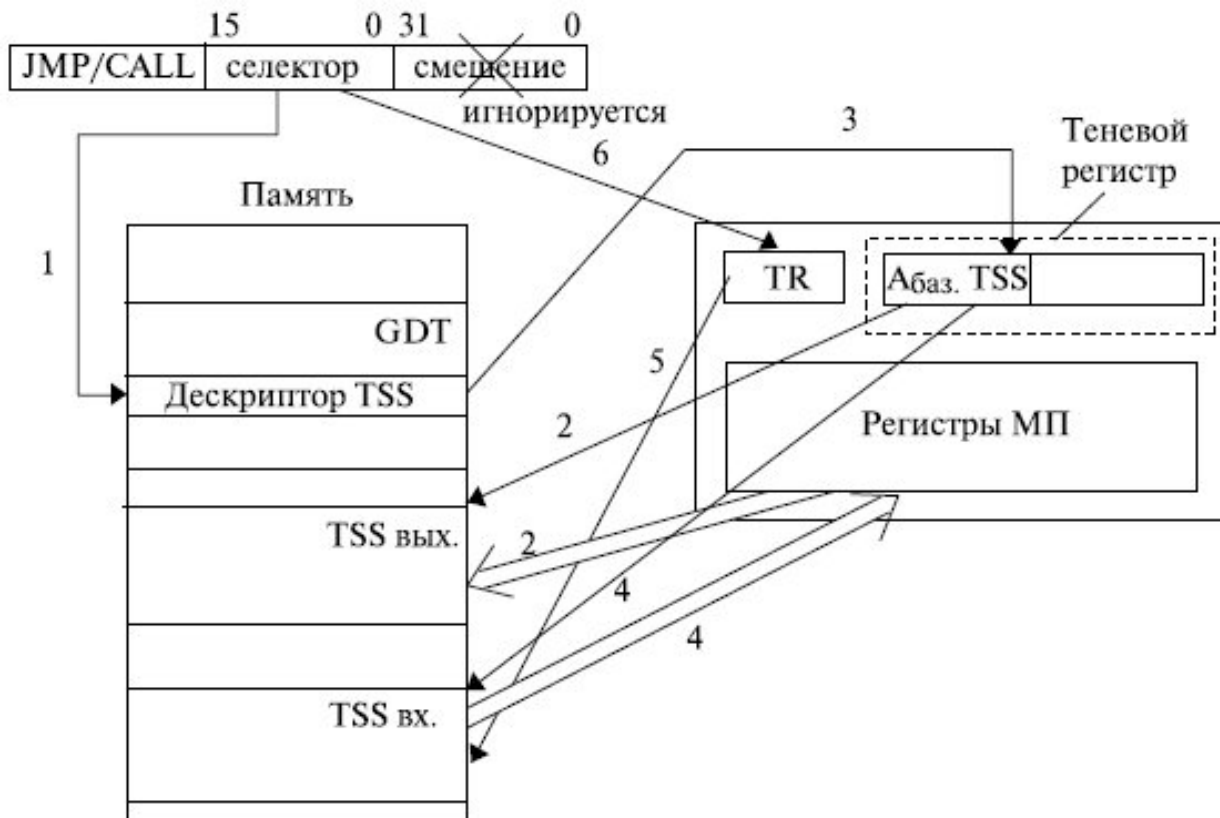 15 0 31 0
JMP/CALL селектор смешение
игнорируется
3
Теневой
регистр
6
Память
1
TR
Абаз. TSS
GDT
5
Дескриптор TSS
2
Регистры МП
TSS вых.
2
4
4
TSS вх.